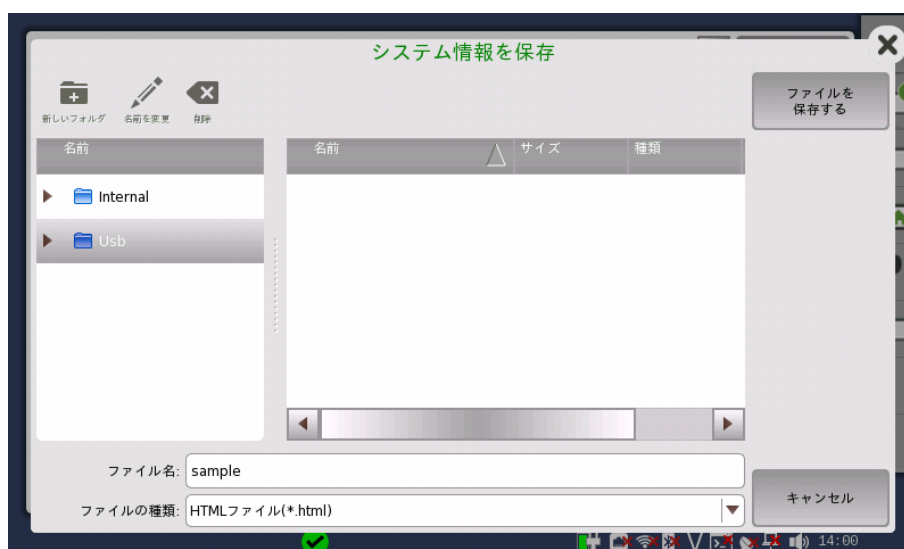 システム情報を保存
新しいフォルダ 名前を変更 削除
ファイルを
保存する
名前
名前 サイズ 種類
Internal
Usb
ファイル名: sample
ファイルの種類: HTMLファイル(*.html)
キャンセル
14:00